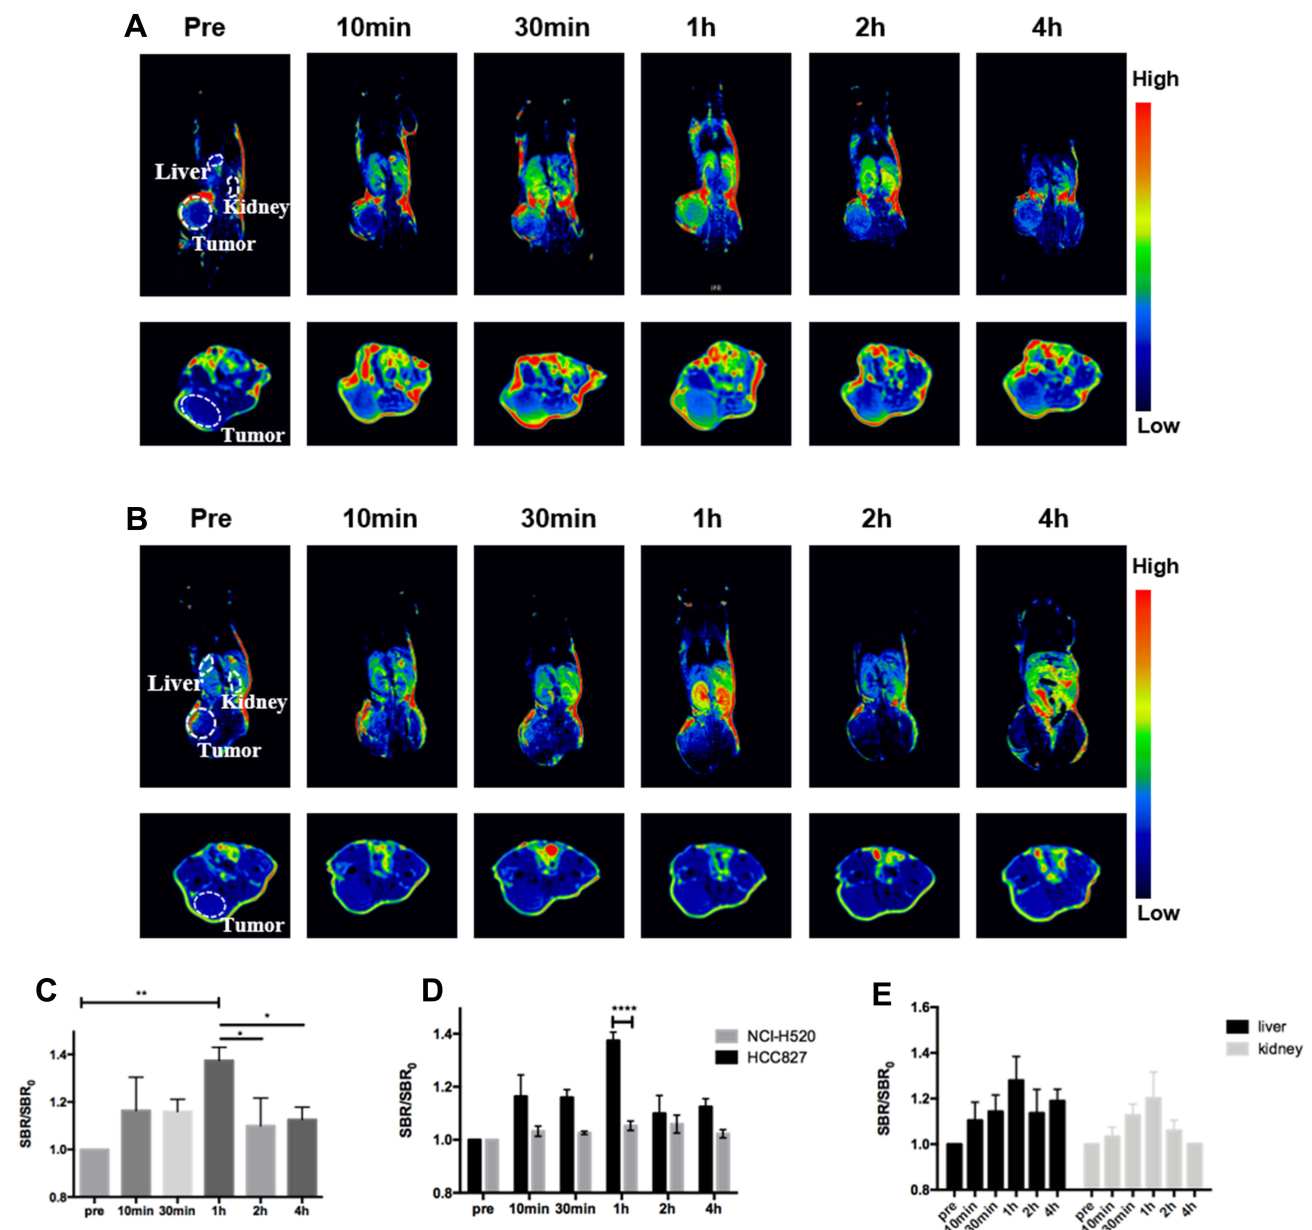 A Pre 10min 30min 1h 2h 4h
High
Liver
Kidney
Tumor
Tumor
Low
B Pre 10min 30min 1h 2h 4h
High
Liver
Kidney
Tumor
Tumor
Low
C
**
*
*
SBR/SBR0
1.4
1.2
1.0
0.8
pre 10min 30min 1h 2h 4h
D
****
NCI-H520
HCC827
SBR/SBR0
1.4
1.2
1.0
0.8
pre 10min 30min 1h 2h 4h
E
liver
kidney
SBR/SBR0
1.6
1.4
1.2
1.0
0.8
pre 10min 30min 1h 2h 4h pre 10min 30min 1h 2h 4h